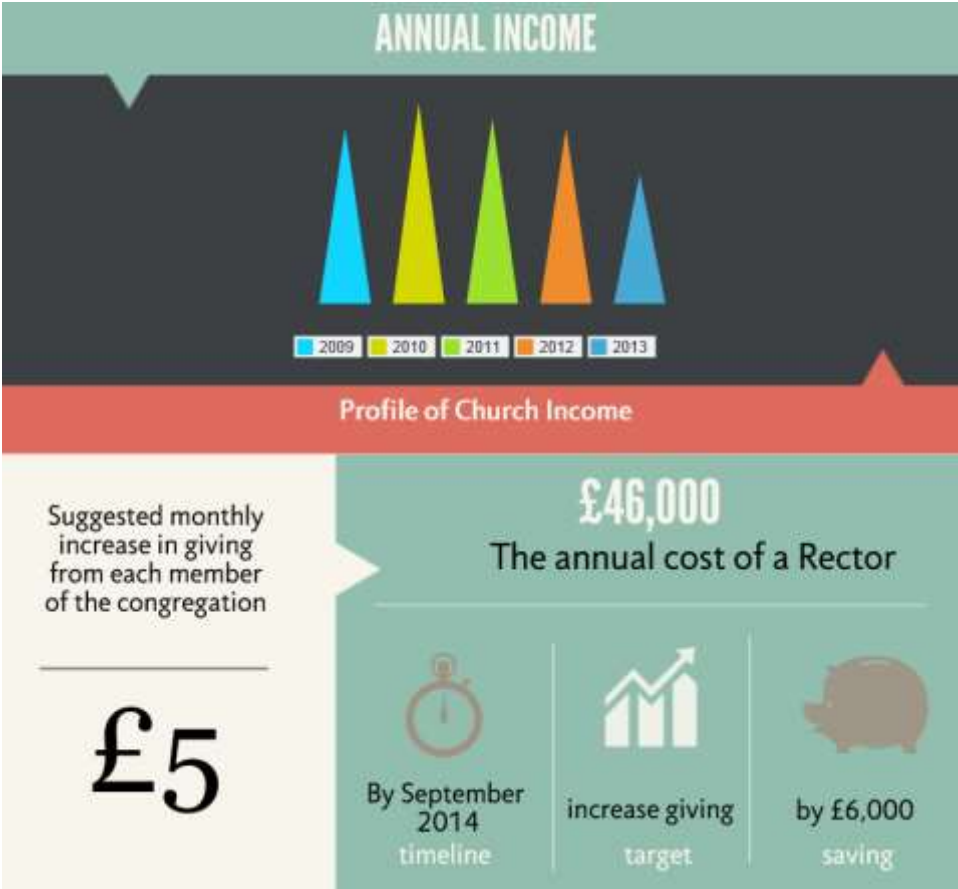 ANNUAL INCOME
2009 2010 2011 2012 2013
Profile of Church Income
Suggested monthly
increase in giving
from each member
of the congregation
£5
£46,000
The annual cost of a Rector
By September
2014
timeline
increase giving
target
by £6,000
saving